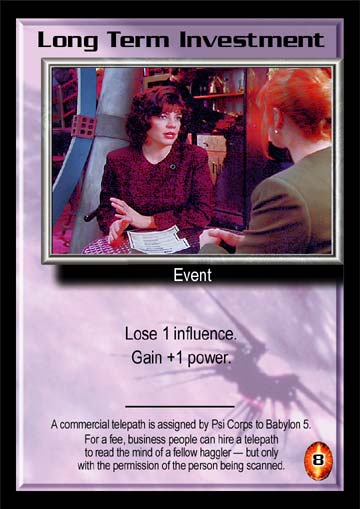 Long Term Investment
Event
Lose 1 influence.
Gain +1 power.
A commercial telepath is assigned by Psi Corps to Babylon 5.
For a fee, business people can hire a telepath
to read the mind of a fellow haggler — but only
with the permission of the person being scanned.
8